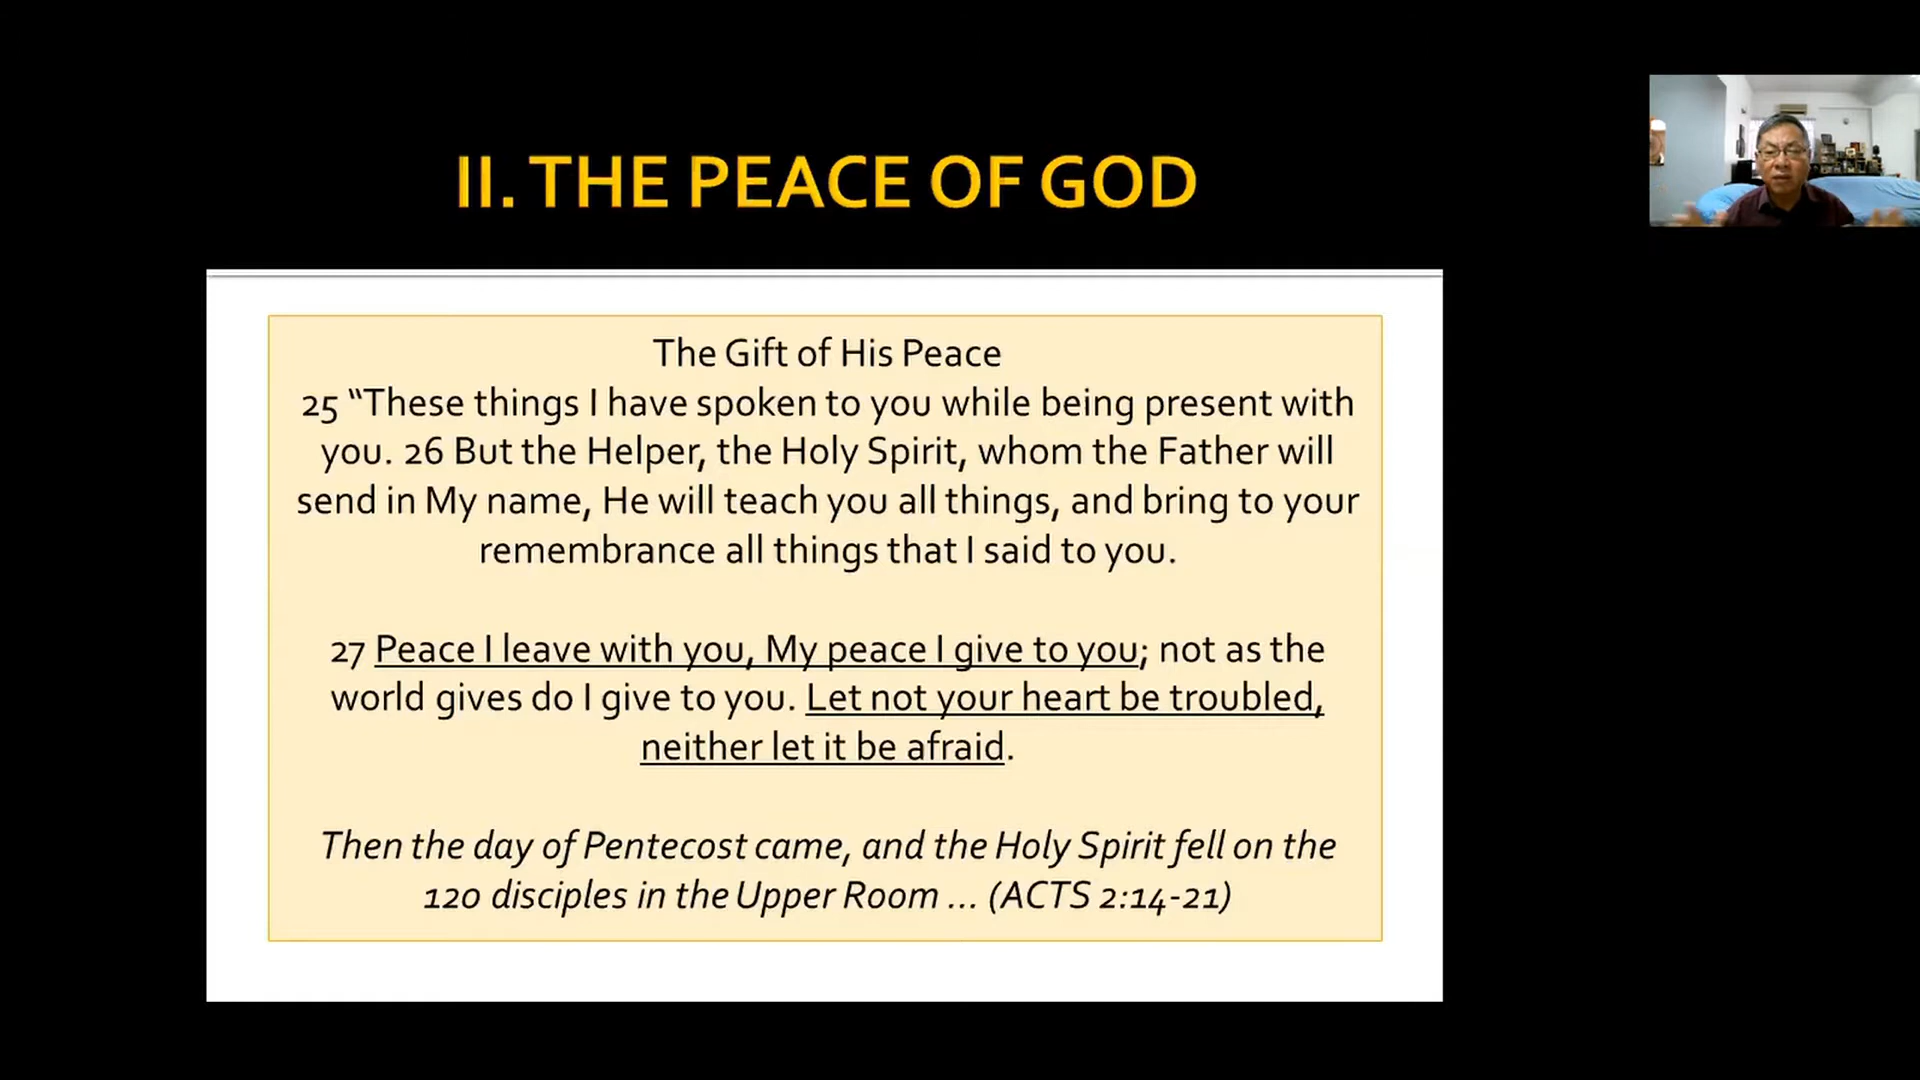 II. THE PEACE OF GOD
The Gift of His Peace
25 “These things I have spoken to you while being present with
you. 26 But the Helper, the Holy Spirit, whom the Father will
send in My name, He will teach you all things, and bring to your
remembrance all things that I said to you.
27 Peace I leave with you, My peace I give to you; not as the
world gives do I give to you. Let not your heart be troubled,
neither let it be afraid.
Then the day of Pentecost came, and the Holy Spirit fell on the
120 disciples in the Upper Room ... (ACTS 2:14-21)